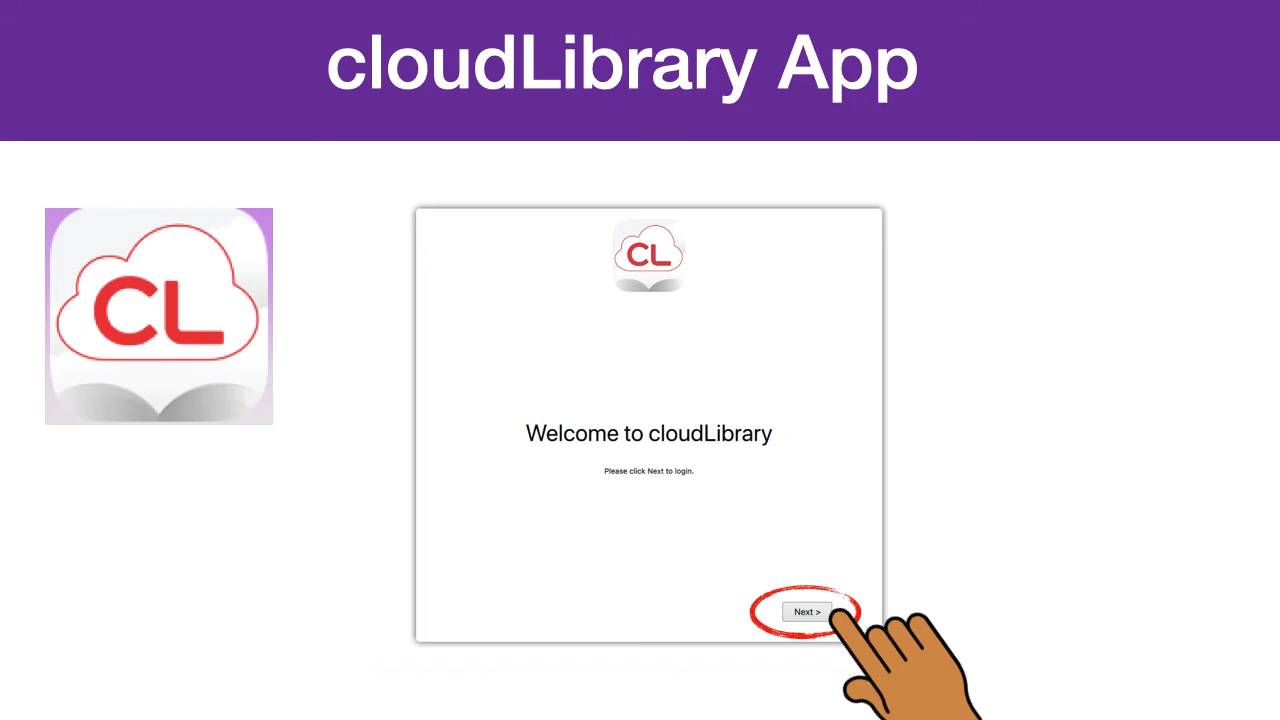 cloudLibrary App
CL
CL
Welcome to cloudLibrary
Please click Next to login.
Next >